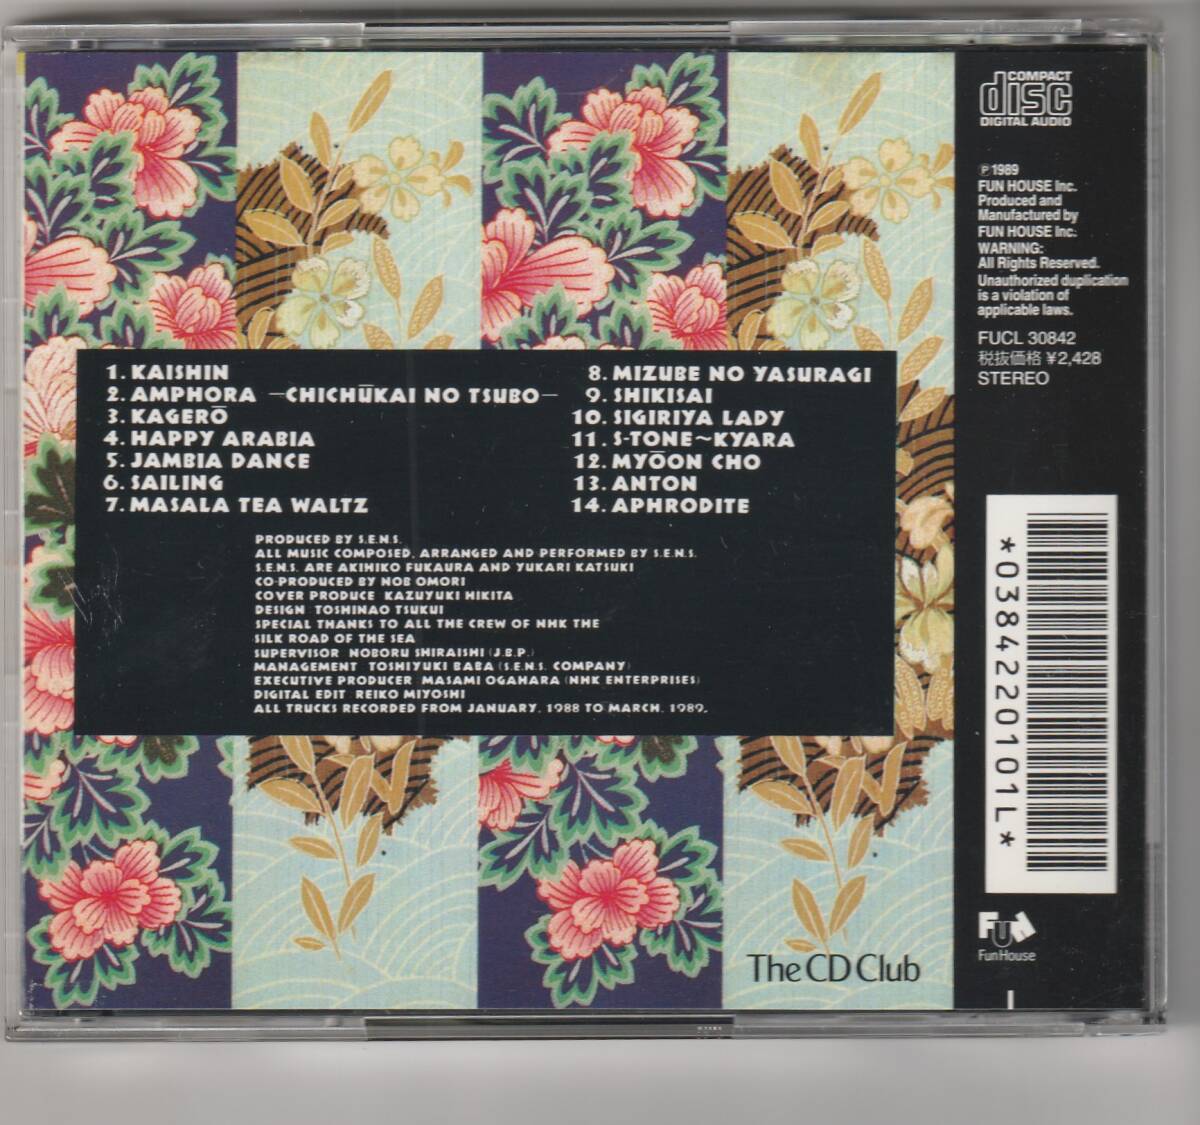 1. KAISHIN
2. AMPHORA —CHICHŪKAI NO TSUBO—
3. KAGERŌ
4. HAPPY ARABIA
5. JAMBIA DANCE
6. SAILING
7. MASALA TEA WALTZ
8. MIZUBE NO YASURAGI
9. SHIKISAI
10. SIGIRIYA LADY
11. S-TONE~KYARA
12. MYŌON CHO
13. ANTON
14. APHRODITE
PRODUCED BY S.E.N.S.
ALL MUSIC COMPOSED, ARRANGED AND PERFORMED BY S.E.N.S.
S.E.N.S. ARE AKIHIKO FUKAURA AND YUKARI KATSUKI
CO-PRODUCED BY NOB OMORI
COVER PRODUCE KAZUYUKI HIKITA
DESIGN TOSHINAO TSUKUI
SPECIAL THANKS TO ALL THE CREW OF NHK THE
SILK ROAD OF THE SEA
SUPERVISOR NOBORU SHIRAISHI (J.B.P.)
MANAGEMENT TOSHIYUKI BABA (S.E.N.S. COMPANY)
EXECUTIVE PRODUCER MASAMI OGAHARA (NHK ENTERPRISES)
DIGITAL EDIT REIKO MIYOSHI
ALL TRUCKS RECORDED FROM JANUARY, 1988 TO MARCH, 1989.
The CD Club
COMPACT
disc
DIGITAL AUDIO
℗1989
FUN HOUSE Inc.
Produced and
Manufactured by
FUN HOUSE Inc.
WARNING:
All Rights Reserved.
Unauthorized duplication
is a violation of
applicable laws.
FUCL 30842
税抜価格 ¥2,428
STEREO
*0384220101L*
Fun
Fun House